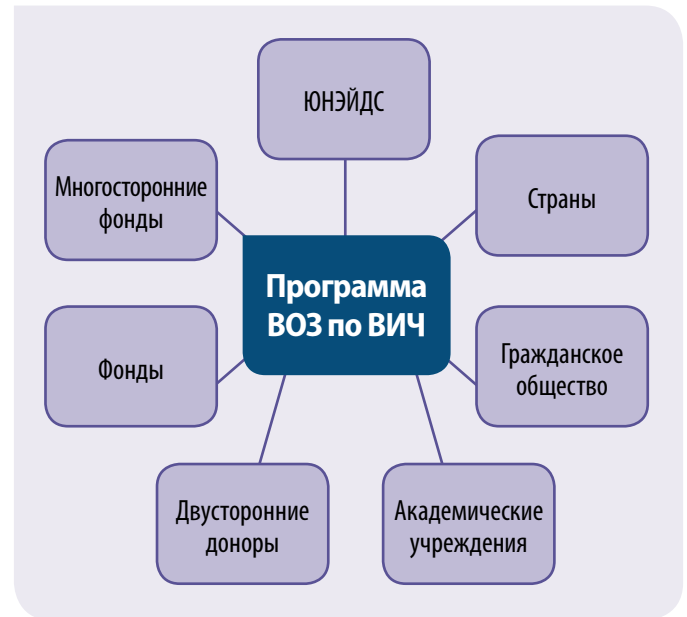 ЮНЭЙДС
Многосторонние
фонды
Страны
Программа
ВОЗ по ВИЧ
Фонды
Гражданское
общество
Двусторонние
доноры
Академические
учреждения